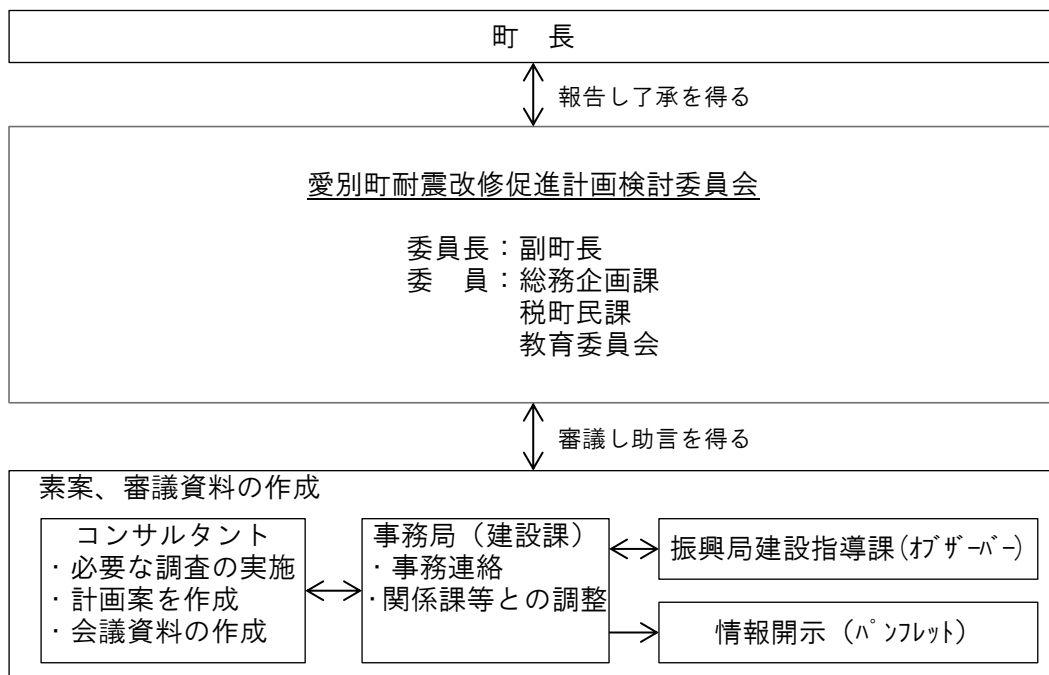 町　長
報告し了承を得る
愛別町耐震改修促進計画検討委員会
委員長：副町長
委　員：総務企画課
税町民課
教育委員会
審議し助言を得る
素案、審議資料の作成
コンサルタント
・必要な調査の実施
・計画案を作成
・会議資料の作成
事務局（建設課）
・事務連絡
・関係課等との調整
振興局建設指導課(ｵﾌﾞｻﾞｰﾊﾞｰ)
情報開示（ﾊﾟﾝﾌﾚｯﾄ）